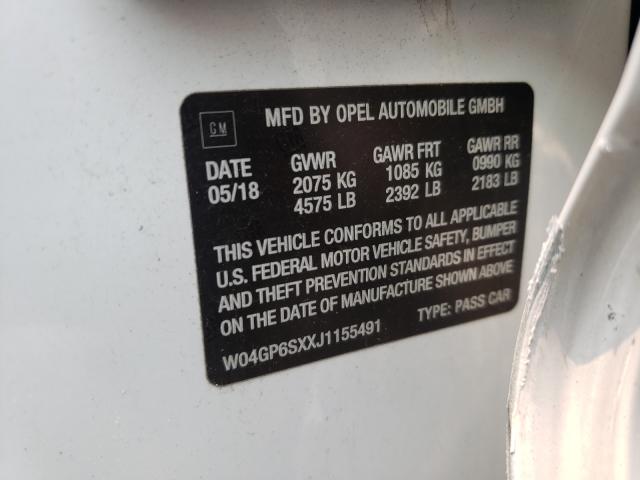 GM
MFD BY OPEL AUTOMOBILE GMBH
DATE GVWR GAWR FRT GAWR RR
05/18 2075 KG 1085 KG 0990 KG
4575 LB 2392 LB 2183 LB
THIS VEHICLE CONFORMS TO ALL APPLICABLE
U.S. FEDERAL MOTOR VEHICLE SAFETY, BUMPER
AND THEFT PREVENTION STANDARDS IN EFFECT
ON THE DATE OF MANUFACTURE SHOWN ABOVE
W04GP6SXXJ1155491 TYPE: PASS CAR